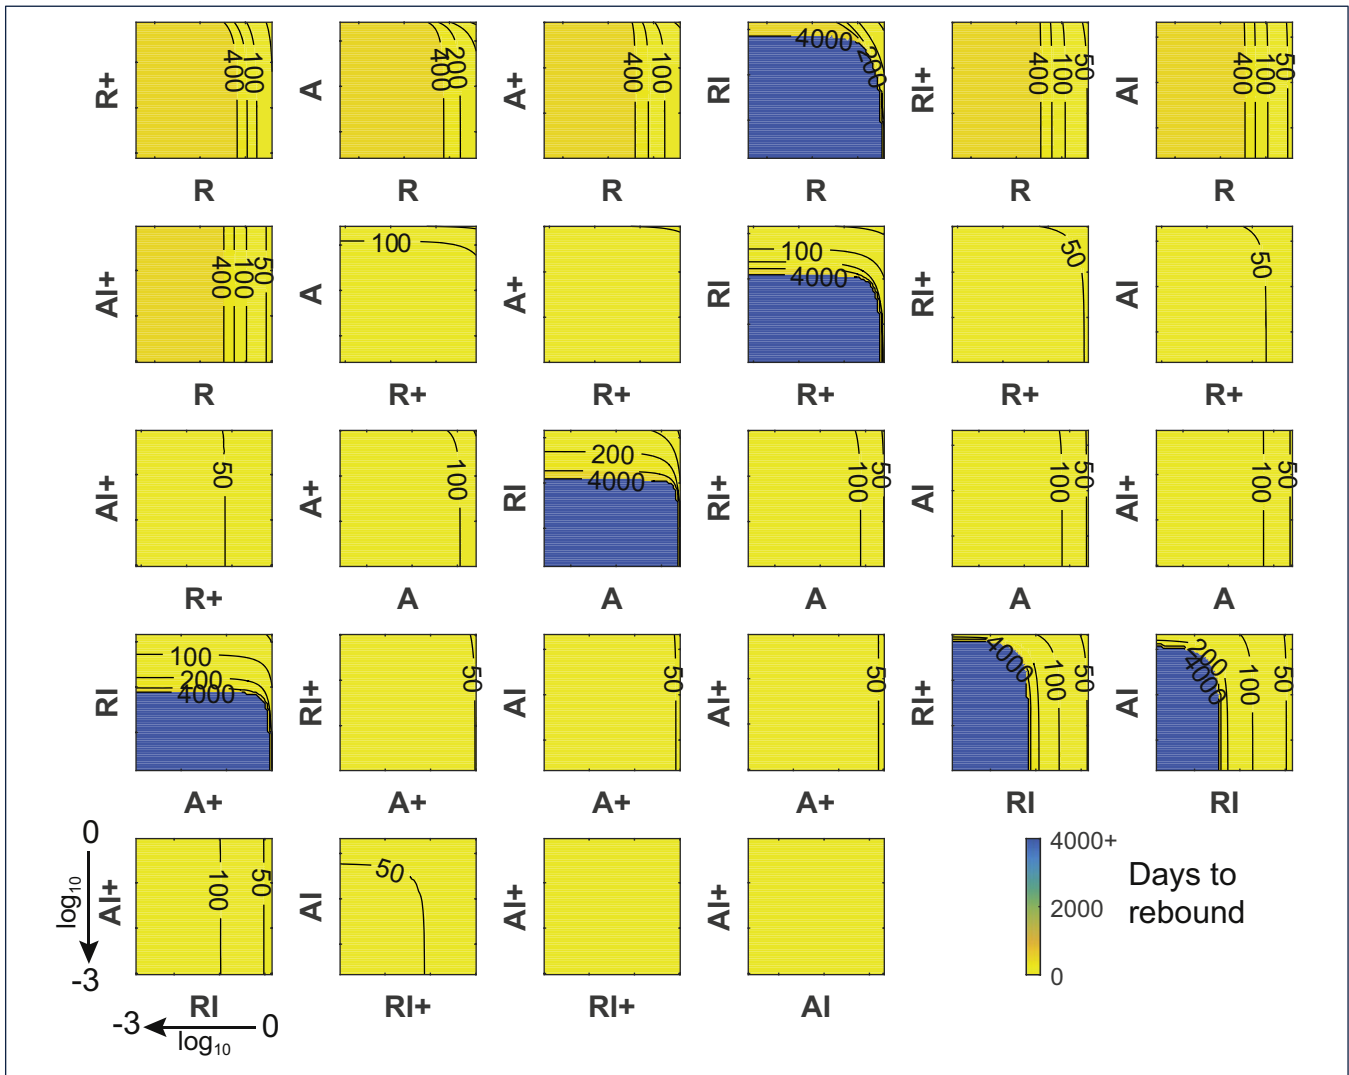 R+ 400 100 R
A 400 200 R
A+ 400 100 R
RI 4000 200 R
RI+ 400 100 50 R
AI 400 100 50 R
AI+ 400 100 50 R
A 100 R+
A+ R+
RI 100 4000 R+
RI+ 50 R+
AI 50 R+
AI+ 50 R+
A+ 100 A
RI 200 4000 A
RI+ 100 50 A
AI 100 50 A
AI+ 100 50 A
RI 100 200 4000 A+
RI+ 50 A+
AI 50 A+
AI+ 50 A+
RI+ 4000 100 50 RI
AI 200 4000 100 50 RI
AI+ 100 50 RI
AI 50 RI+
AI+ RI+
AI+ AI
0
log10
-3
-3 0
log10
4000+
2000
0
Days to
rebound